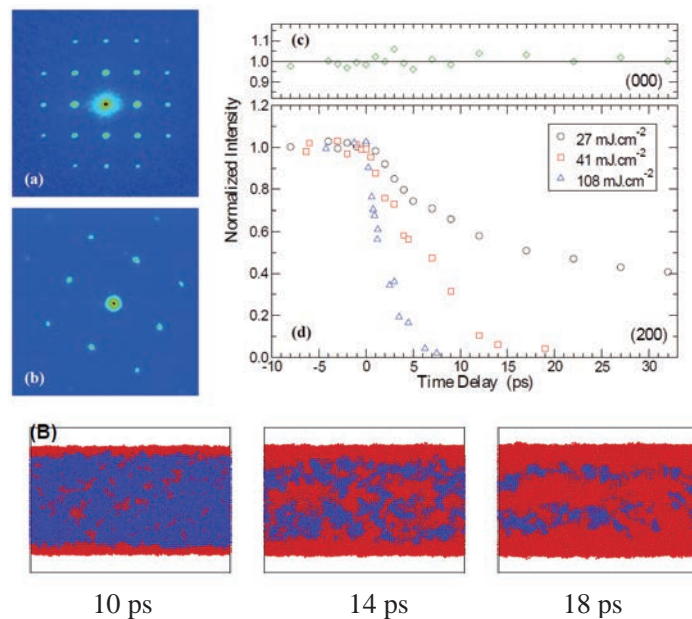 (a)
(b)
(c)
1.1
1.0
0.9
(000)
Normalized Intensity
1.2
1.0
0.8
0.6
0.4
0.2
0.0
27 mJ.cm-2
41 mJ.cm-2
108 mJ.cm-2
(d)
(200)
-10 -5 0 5 10 15 20 25 30
Time Delay (ps)
(B)
10 ps 14 ps 18 ps